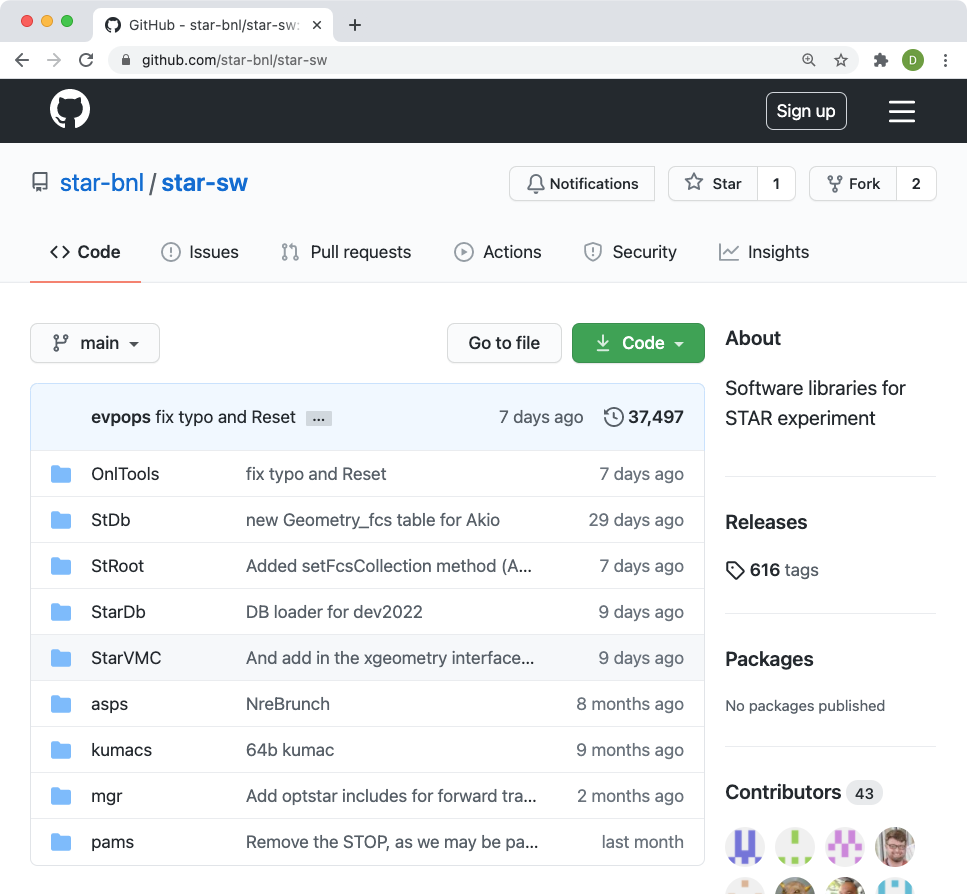 GitHub - star-bnl/star-sw:
github.com/star-bnl/star-sw
D
Sign up
star-bnl / star-sw
Notifications
Star 1
Fork 2
Code
Issues
Pull requests
Actions
Security
Insights
main
Go to file
Code
evpops fix typo and Reset ... 7 days ago 37,497
OnlTools fix typo and Reset 7 days ago
StDb new Geometry_fcs table for Akio 29 days ago
StRoot Added setFcsCollection method (A... 7 days ago
StarDb DB loader for dev2022 9 days ago
StarVMC And add in the xgeometry interface... 9 days ago
asps NreBrunch 8 months ago
kumacs 64b kumac 9 months ago
mgr Add optstar includes for forward tra... 2 months ago
pams Remove the STOP, as we may be pa... last month
About
Software libraries for
STAR experiment
Releases
616 tags
Packages
No packages published
Contributors 43